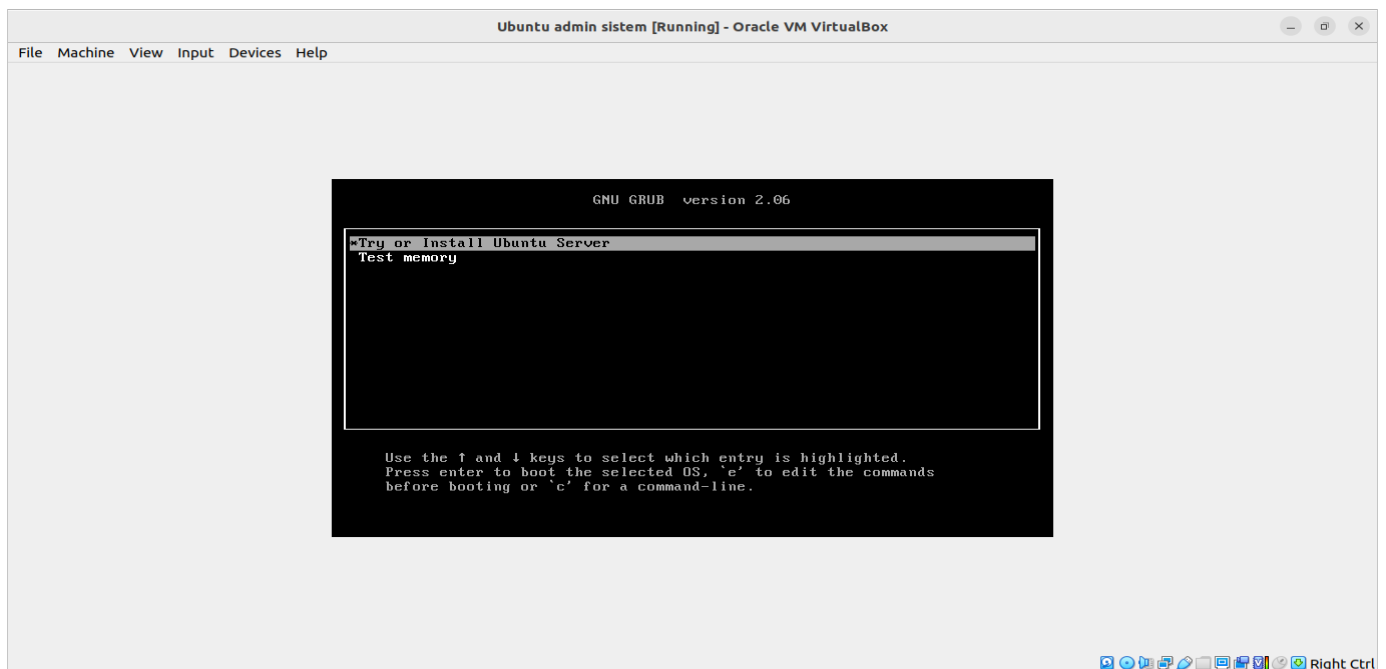 Ubuntu admin sistem [Running] - Oracle VM VirtualBox
File Machine View Input Devices Help
GNU GRUB version 2.06
*Try or Install Ubuntu Server
Test memory
Use the ↑ and ↓ keys to select which entry is highlighted.
Press enter to boot the selected OS, `e' to edit the commands
before booting or `c' for a command-line.
Right Ctrl